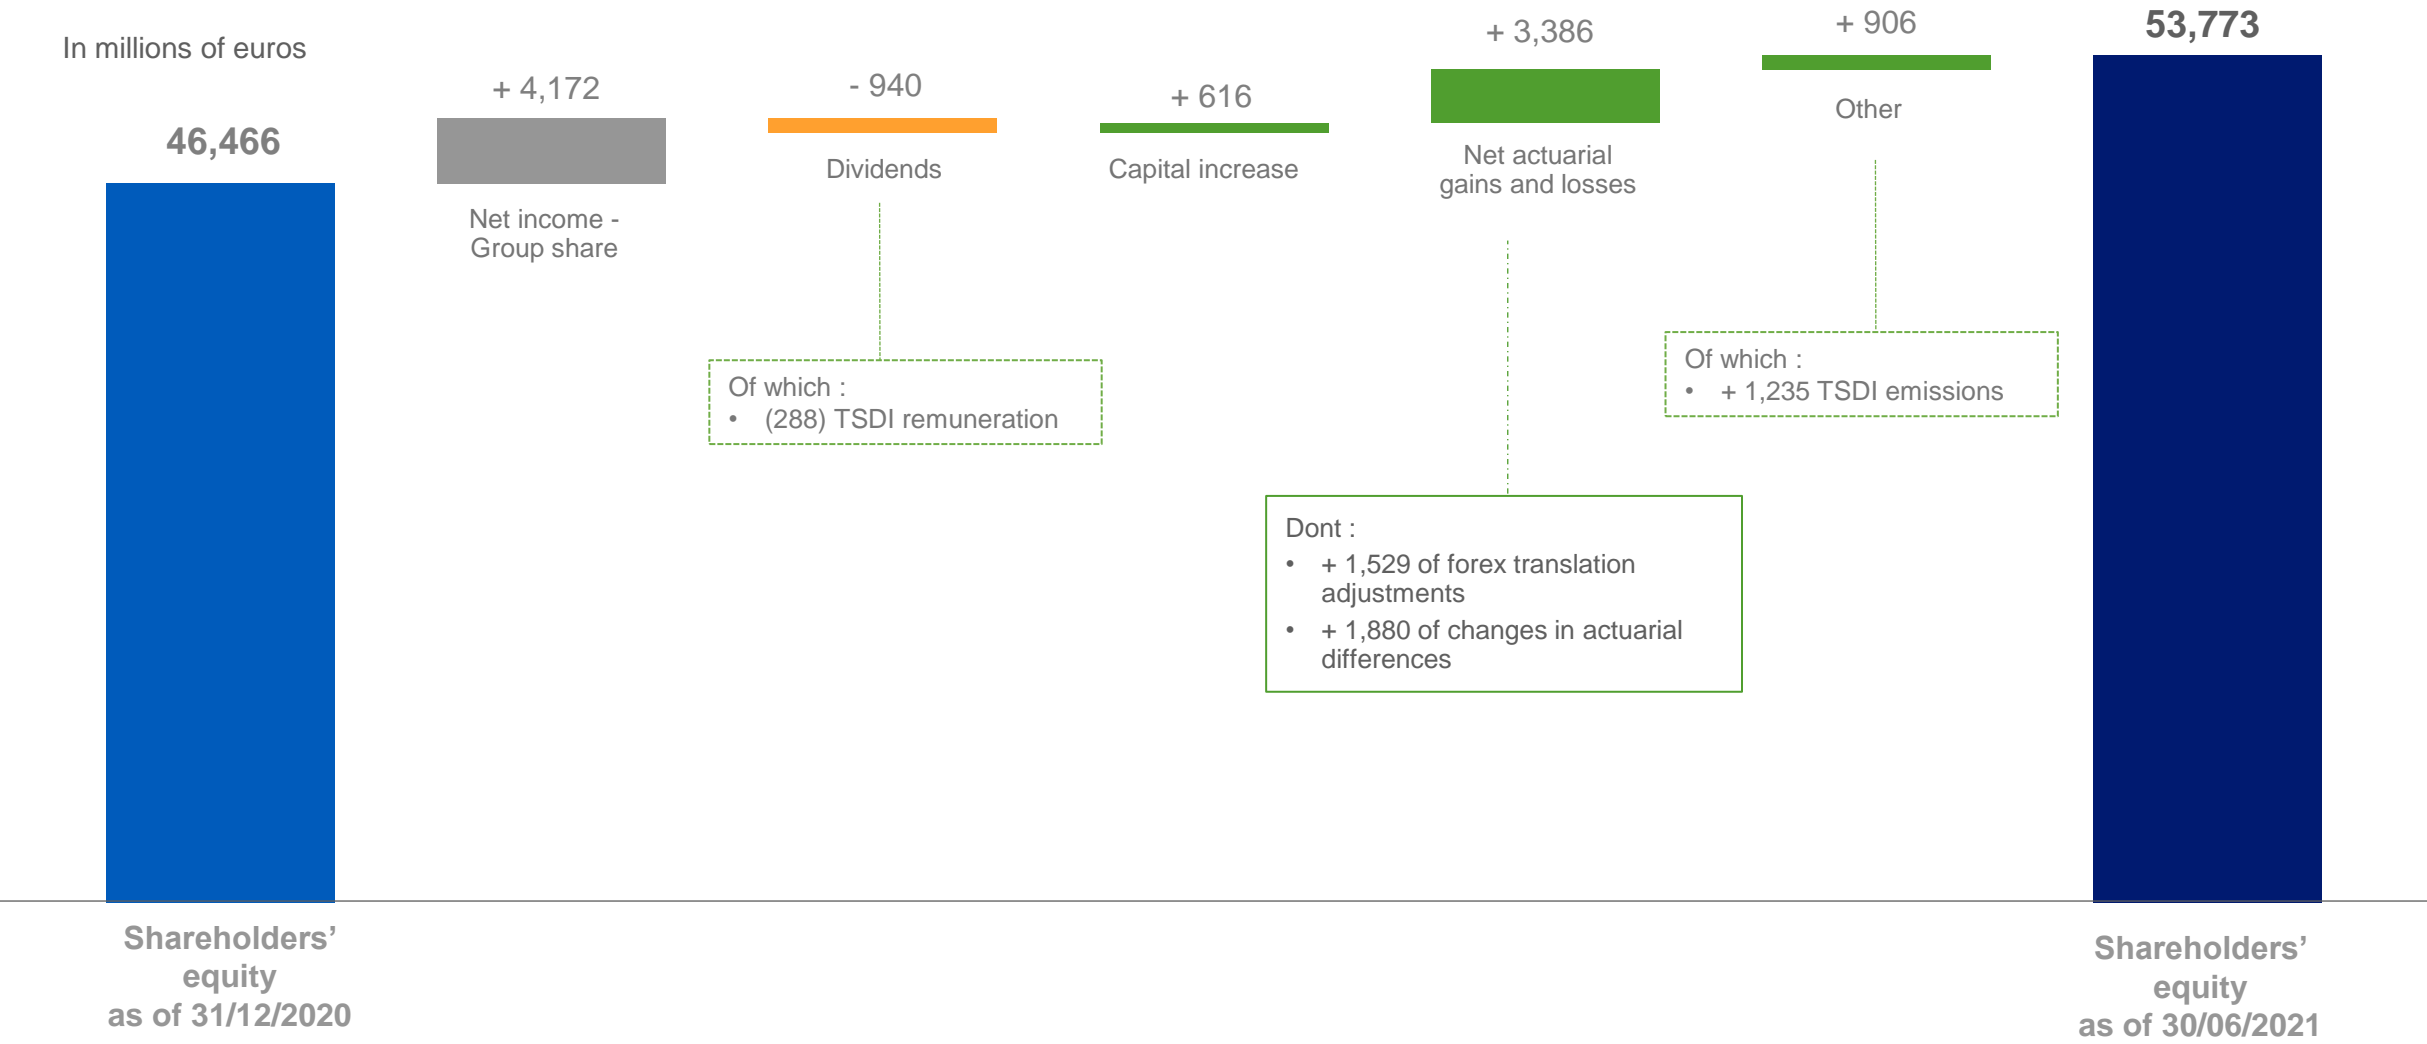 In millions of euros
46,466
+ 4,172
Net income -
Group share
- 940
Dividends
+ 616
Capital increase
+ 3,386
Net actuarial
gains and losses
+ 906
Other
53,773
Of which :
• (288) TSDI remuneration
Of which :
• + 1,235 TSDI emissions
Dont :
• + 1,529 of forex translation
adjustments
• + 1,880 of changes in actuarial
differences
Shareholders’
equity
as of 31/12/2020
Shareholders’
equity
as of 30/06/2021